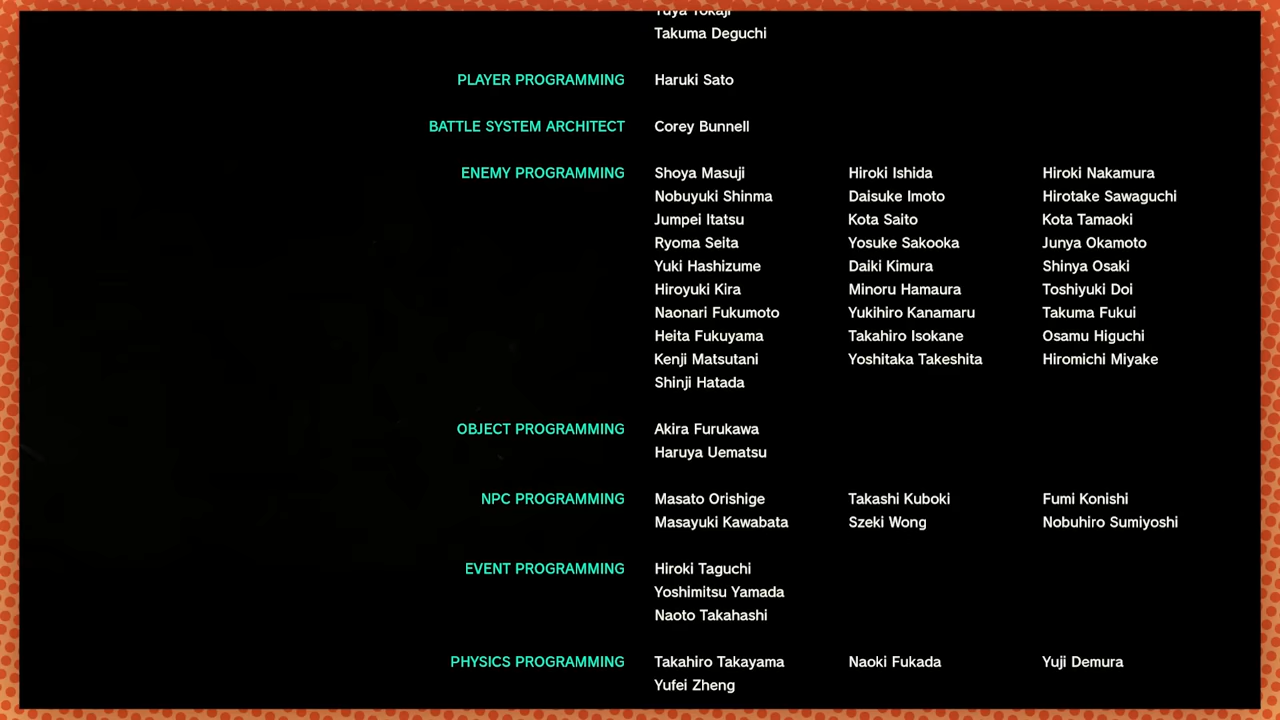 Takuma Deguchi
PLAYER PROGRAMMING Haruki Sato
BATTLE SYSTEM ARCHITECT Corey Bunnell
ENEMY PROGRAMMING Shoya Masuji Hiroki Ishida Hiroki Nakamura
Nobuyuki Shinma Daisuke Imoto Hirotake Sawaguchi
Jumpei Itatsu Kota Saito Kota Tamaoki
Ryoma Seita Yosuke Sakooka Junya Okamoto
Yuki Hashizume Daiki Kimura Shinya Osaki
Hiroyuki Kira Minoru Hamaura Toshiyuki Doi
Naonari Fukumoto Yukihiro Kanamaru Takuma Fukui
Heita Fukuyama Takahiro Isokane Osamu Higuchi
Kenji Matsutani Yoshitaka Takeshita Hiromichi Miyake
Shinji Hatada
OBJECT PROGRAMMING Akira Furukawa
Haruya Uematsu
NPC PROGRAMMING Masato Orishige Takashi Kuboki Fumi Konishi
Masayuki Kawabata Szeki Wong Nobuhiro Sumiyoshi
EVENT PROGRAMMING Hiroki Taguchi
Yoshimitsu Yamada
Naoto Takahashi
PHYSICS PROGRAMMING Takahiro Takayama Naoki Fukada Yuji Demura
Yufei Zheng